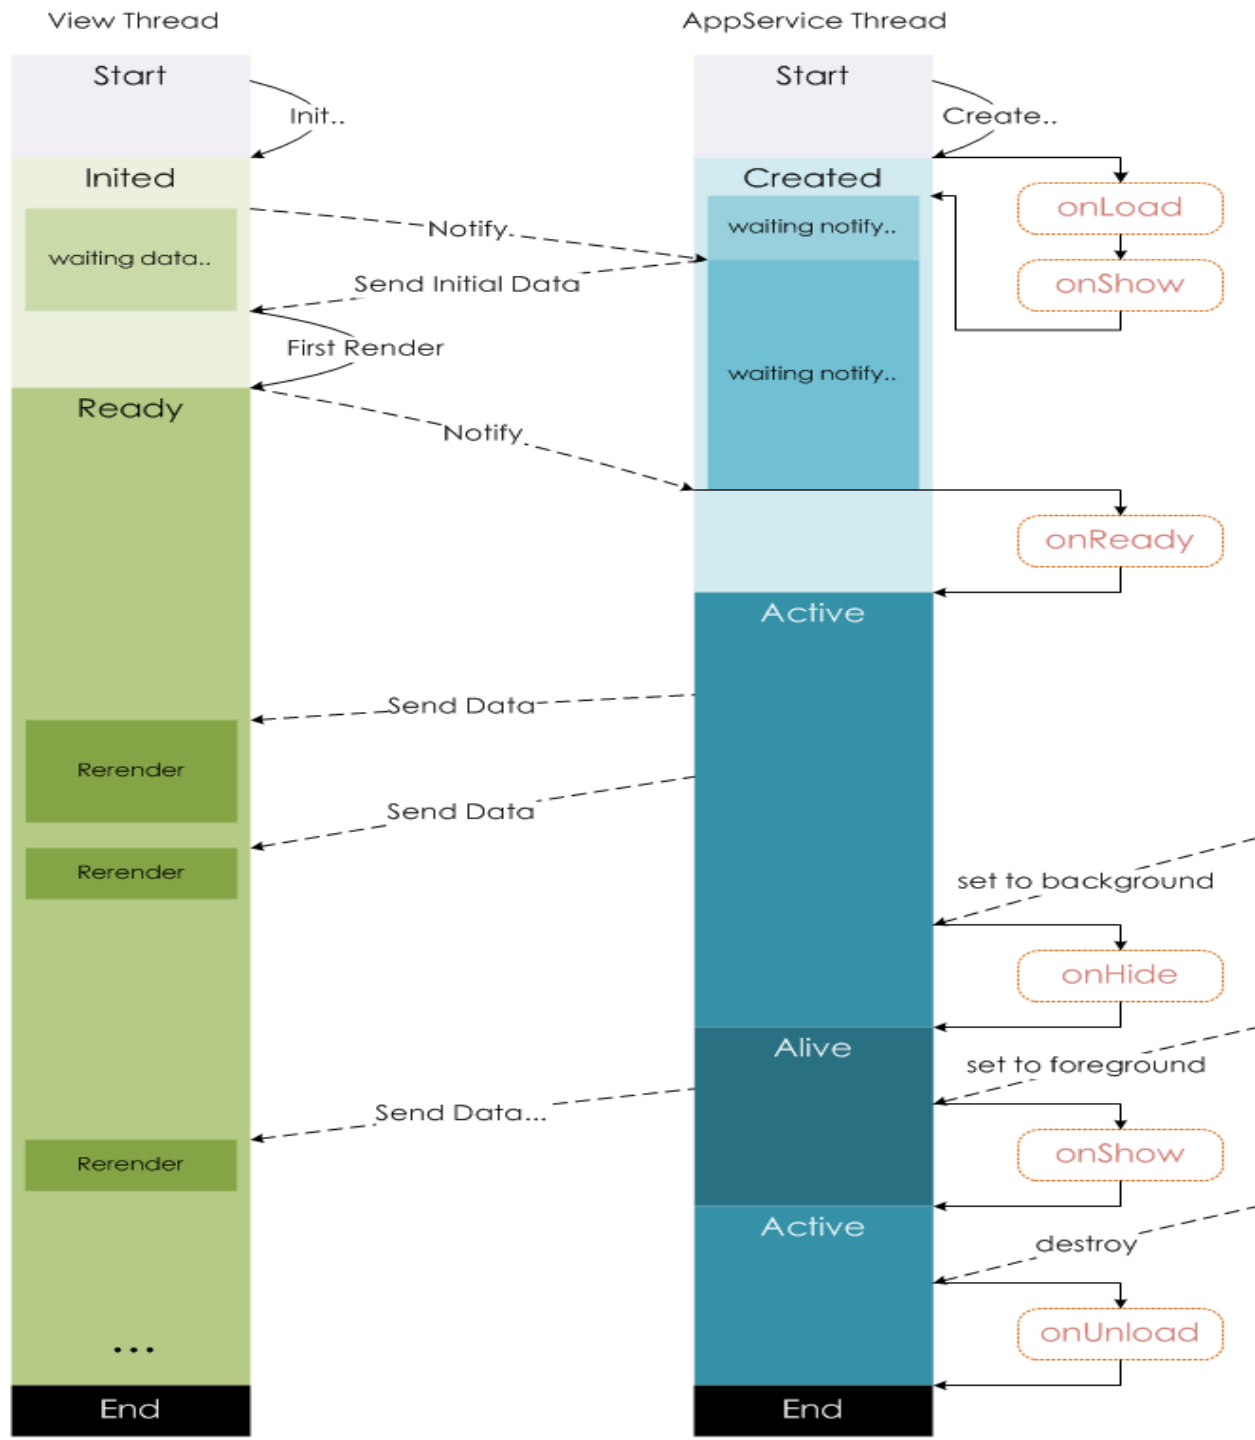 View Thread
AppService Thread
Start
Start
Init..
Create..
Inited
Created
onLoad
waiting notify..
Notify
waiting data..
Send Initial Data
onShow
First Render
waiting notify..
Ready
Notify
onReady
Active
Send Data
Rerender
Send Data
Rerender
set to background
onHide
Alive
set to foreground
Send Data...
onShow
Rerender
Active
destroy
onUnload
...
End
End